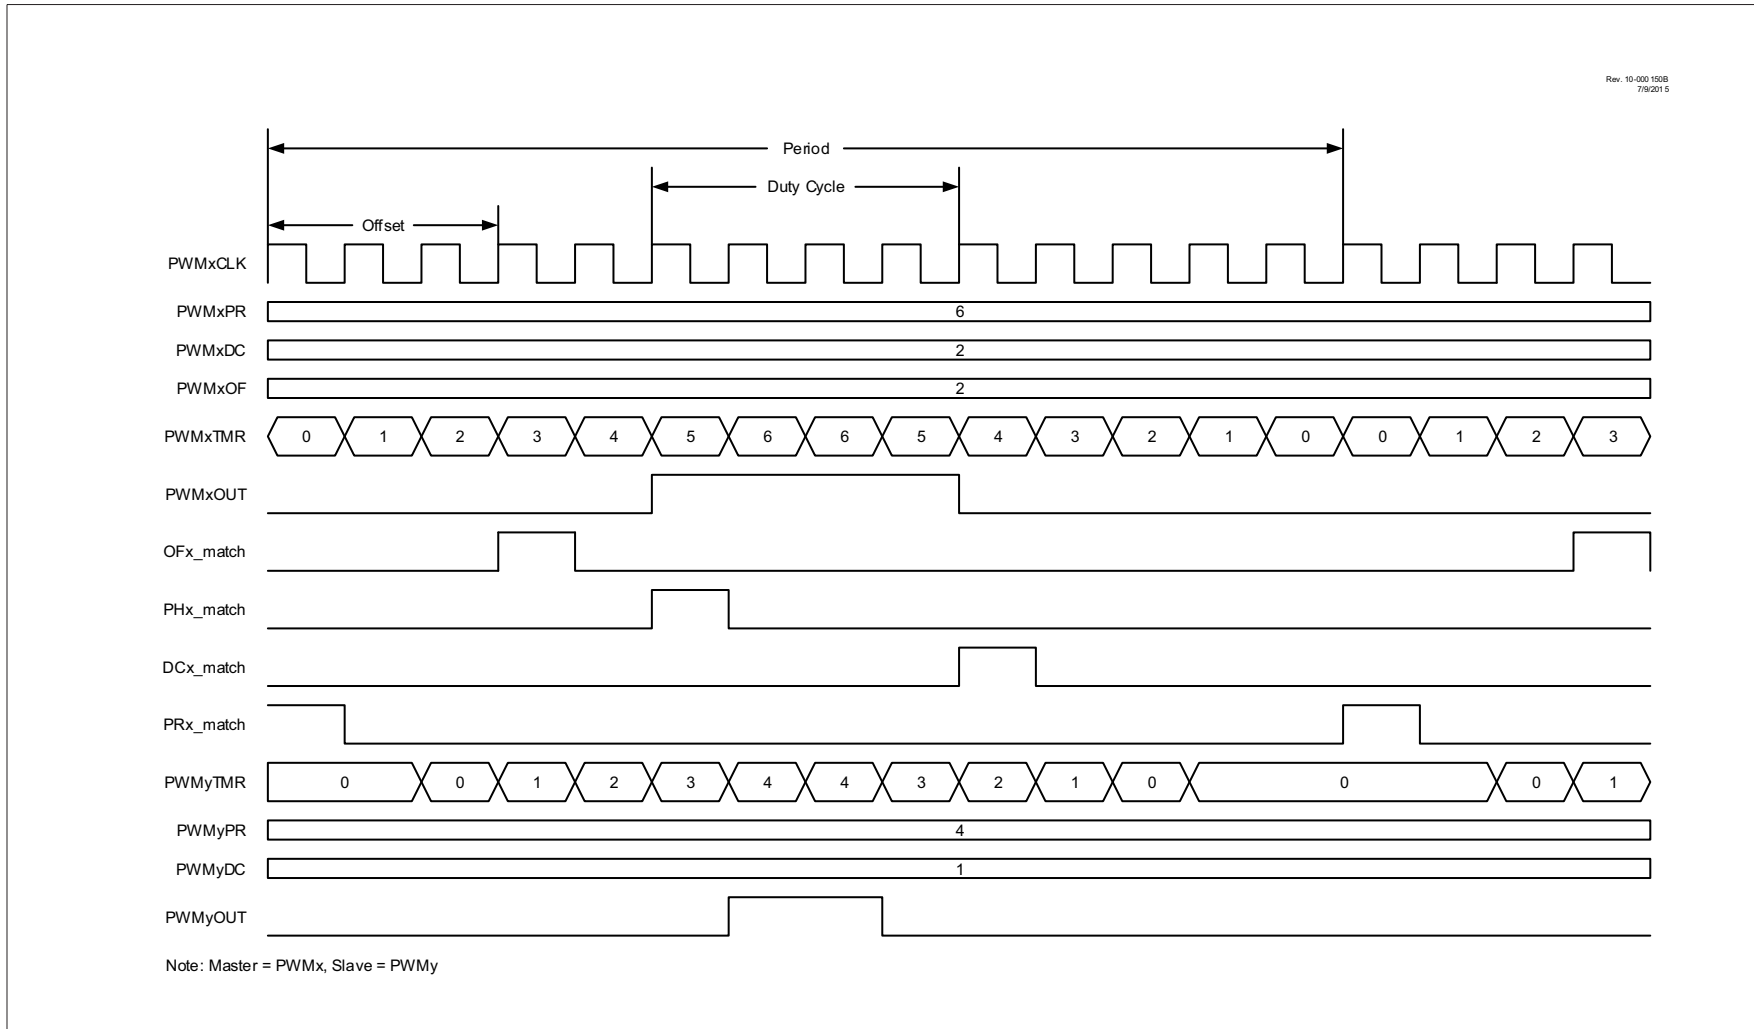 Rev. 10-000 150B
7/9/201 5
Period
Duty Cycle
Offset
PWMxCLK
PWMxPR 6
PWMxDC 2
PWMxOF 2
PWMxTMR 0 1 2 3 4 5 6 6 5 4 3 2 1 0 0 1 2 3
PWMxOUT
OFx_match
PHx_match
DCx_match
PRx_match
PWMyTMR 0 0 1 2 3 4 4 3 2 1 0 0 0 1
PWMyPR 4
PWMyDC 1
PWMyOUT
Note: Master = PWMx, Slave = PWMy